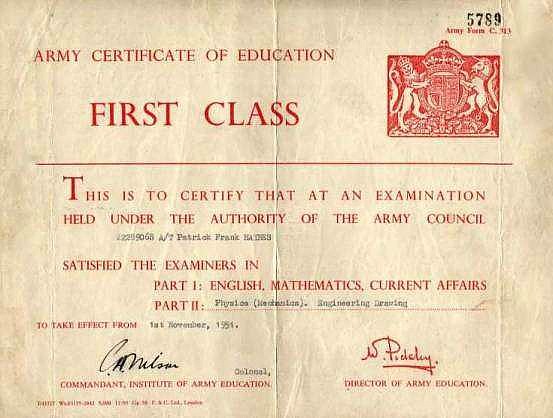 5789
Army Form C. 313
ARMY CERTIFICATE OF EDUCATION
FIRST CLASS
THIS IS TO CERTIFY THAT AT AN EXAMINATION
HELD UNDER THE AUTHORITY OF THE ARMY COUNCIL
22289068 A/T Patrick Frank HAINES
SATISFIED THE EXAMINERS IN
PART I: ENGLISH, MATHEMATICS, CURRENT AFFAIRS
PART II: Physics (Mechanics). Engineering Drawing
TO TAKE EFFECT FROM 1st November, 1951.
Colonel,
COMMANDANT, INSTITUTE OF ARMY EDUCATION.
DIRECTOR OF ARMY EDUCATION.